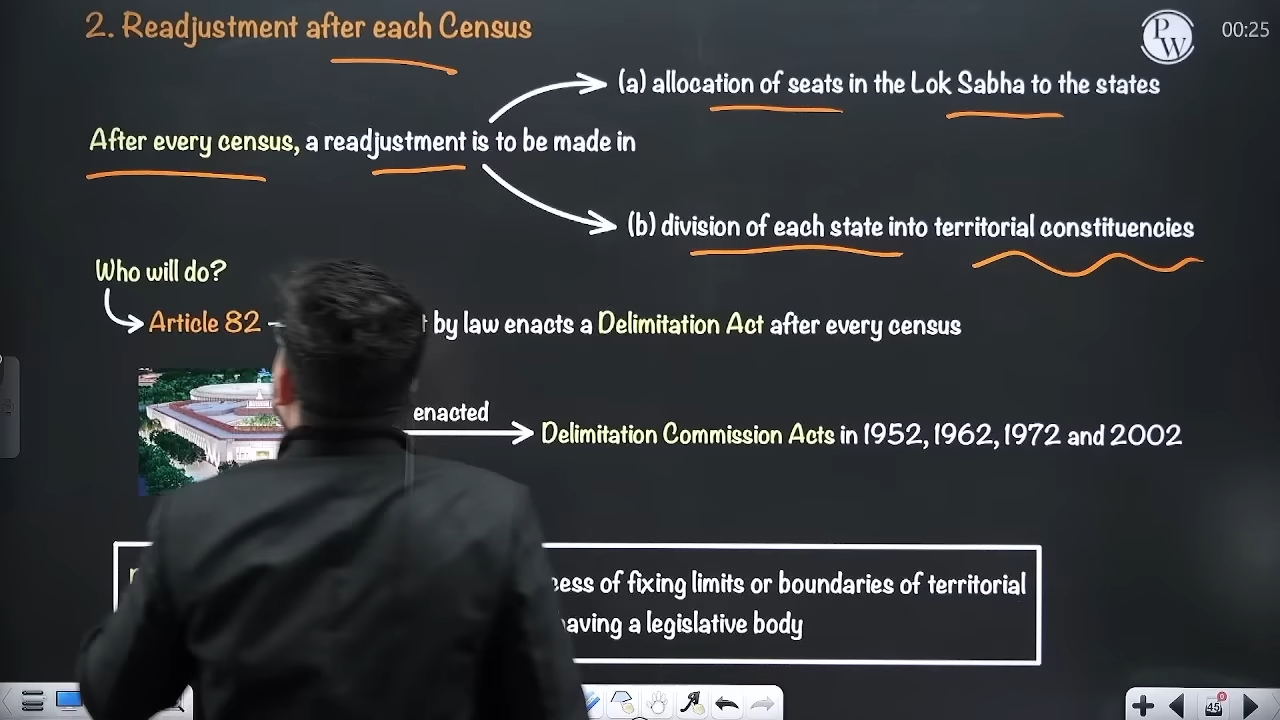 2. Readjustment after each Census
PW
00:25
(a) allocation of seats in the Lok Sabha to the states
After every census, a readjustment is to be made in
(b) division of each state into territorial constituencies
Who will do?
Article 82
by law enacts a Delimitation Act after every census
enacted
Delimitation Commission Acts in 1952, 1962, 1972 and 2002
of fixing limits or boundaries of territorial
having a legislative body
45